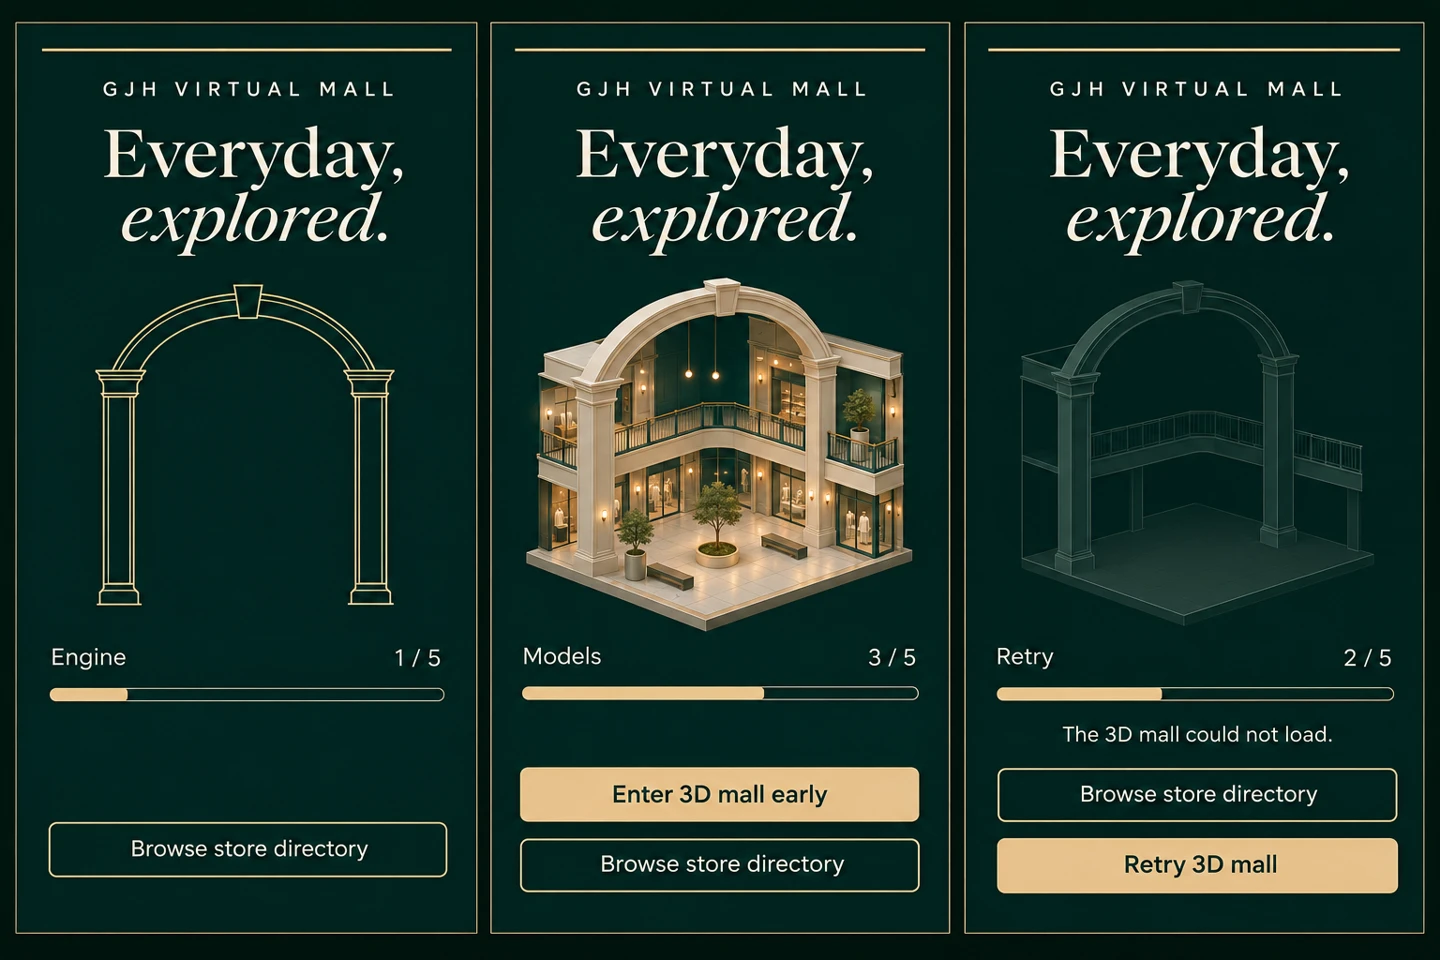 GJH VIRTUAL MALL
Everyday,
explored.
Engine 1 / 5
Browse store directory
GJH VIRTUAL MALL
Everyday,
explored.
Models 3 / 5
Enter 3D mall early
Browse store directory
GJH VIRTUAL MALL
Everyday,
explored.
Retry 2 / 5
The 3D mall could not load.
Browse store directory
Retry 3D mall